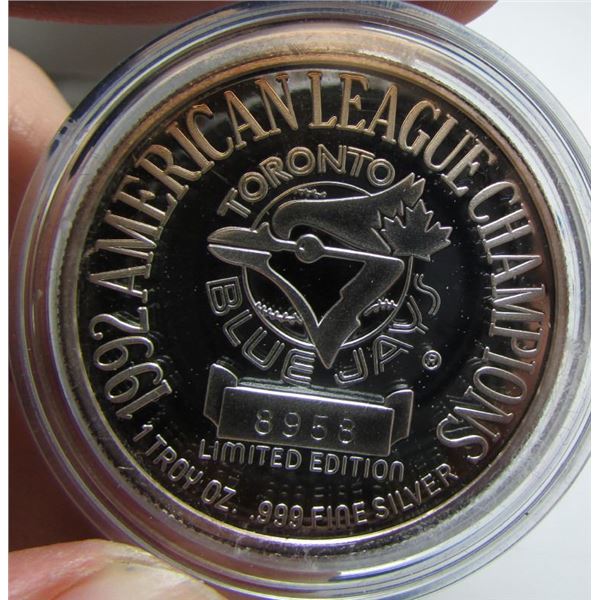 1992 AMERICAN LEAGUE CHAMPIONS
TORONTO
BLUE JAYS ®
8958
LIMITED EDITION
1 TROY OZ. .999 FINE SILVER